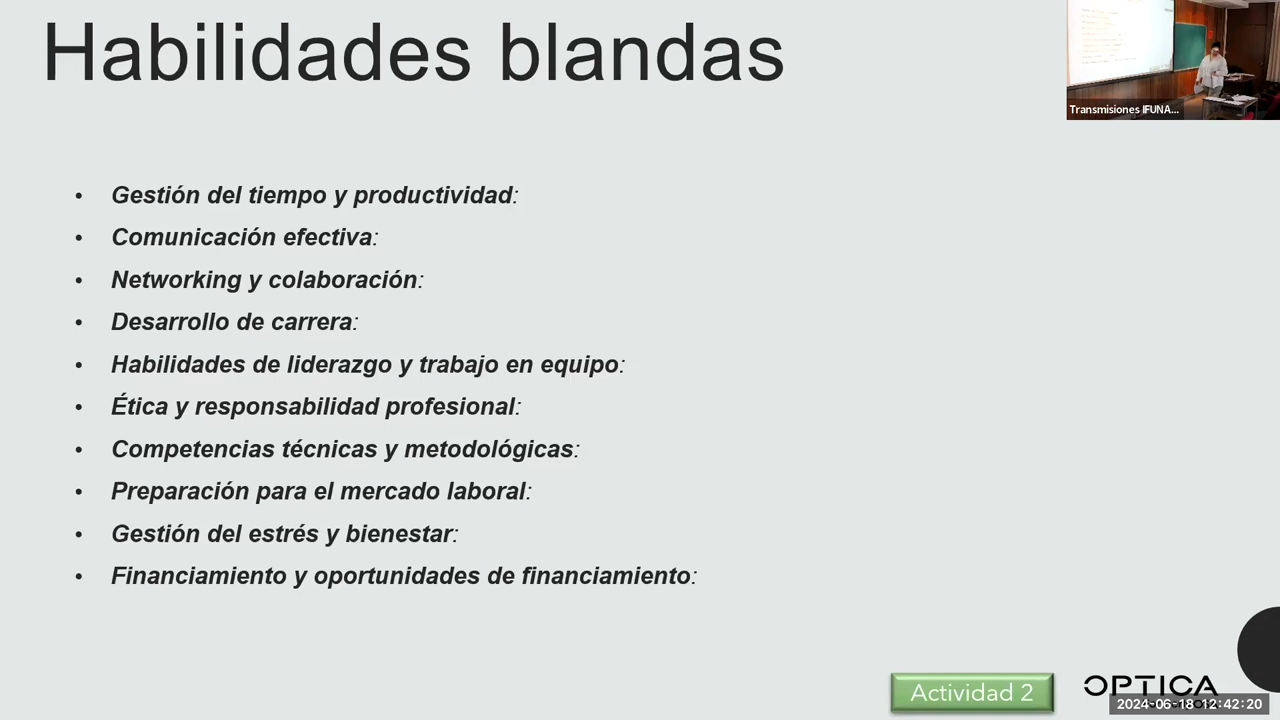 Habilidades blandas
Transmisiones IFUNA...
• Gestión del tiempo y productividad:
• Comunicación efectiva:
• Networking y colaboración:
• Desarrollo de carrera:
• Habilidades de liderazgo y trabajo en equipo:
• Ética y responsabilidad profesional:
• Competencias técnicas y metodológicas:
• Preparación para el mercado laboral:
• Gestión del estrés y bienestar:
• Financiamiento y oportunidades de financiamiento:
Actividad 2
OPTICA
2024-06-18 12:42:20